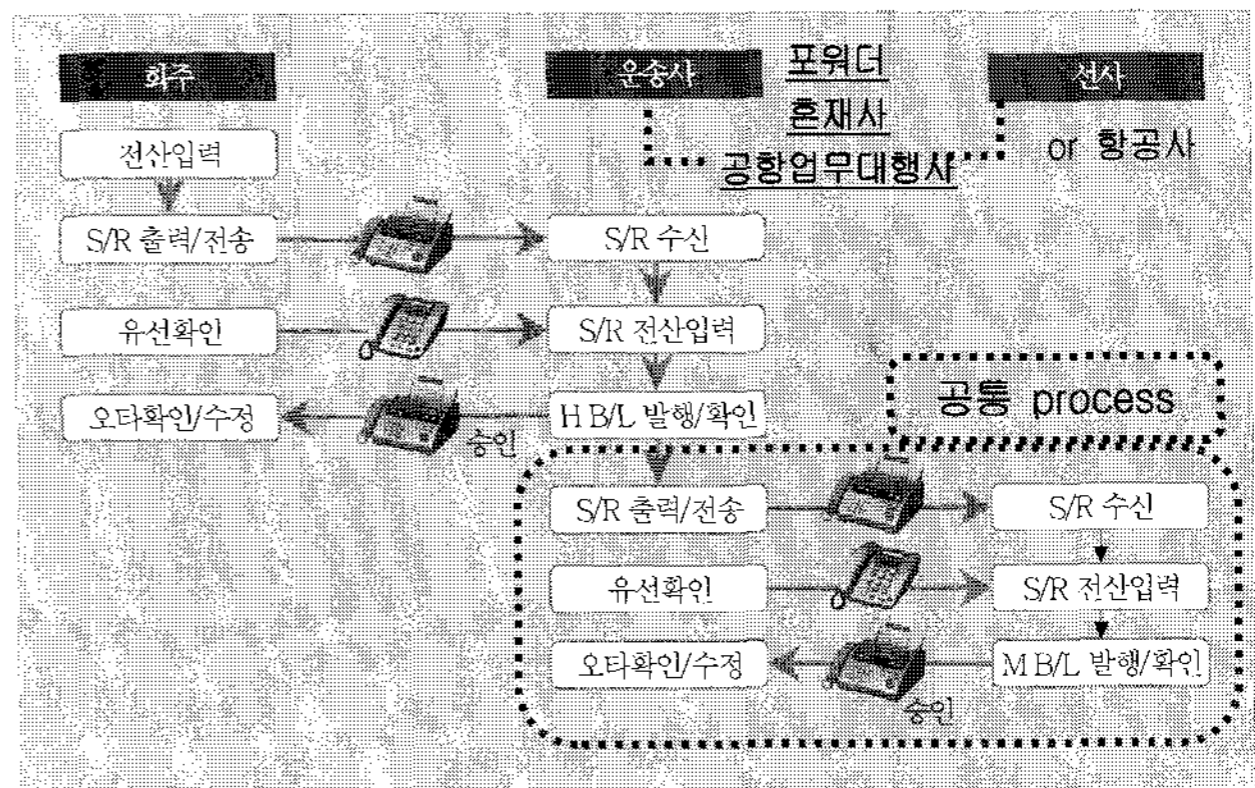 화주
운송사
포워더
선사
혼재사
공항업무대행사
or 항공사
전산입력
S/R 출력/전송
S/R 수신
유선확인
S/R 전산입력
오타확인/수정
승인
H B/L 발행/확인
공통 process
S/R 출력/전송
S/R 수신
유선확인
S/R 전산입력
오타확인/수정
승인
M B/L 발행/확인